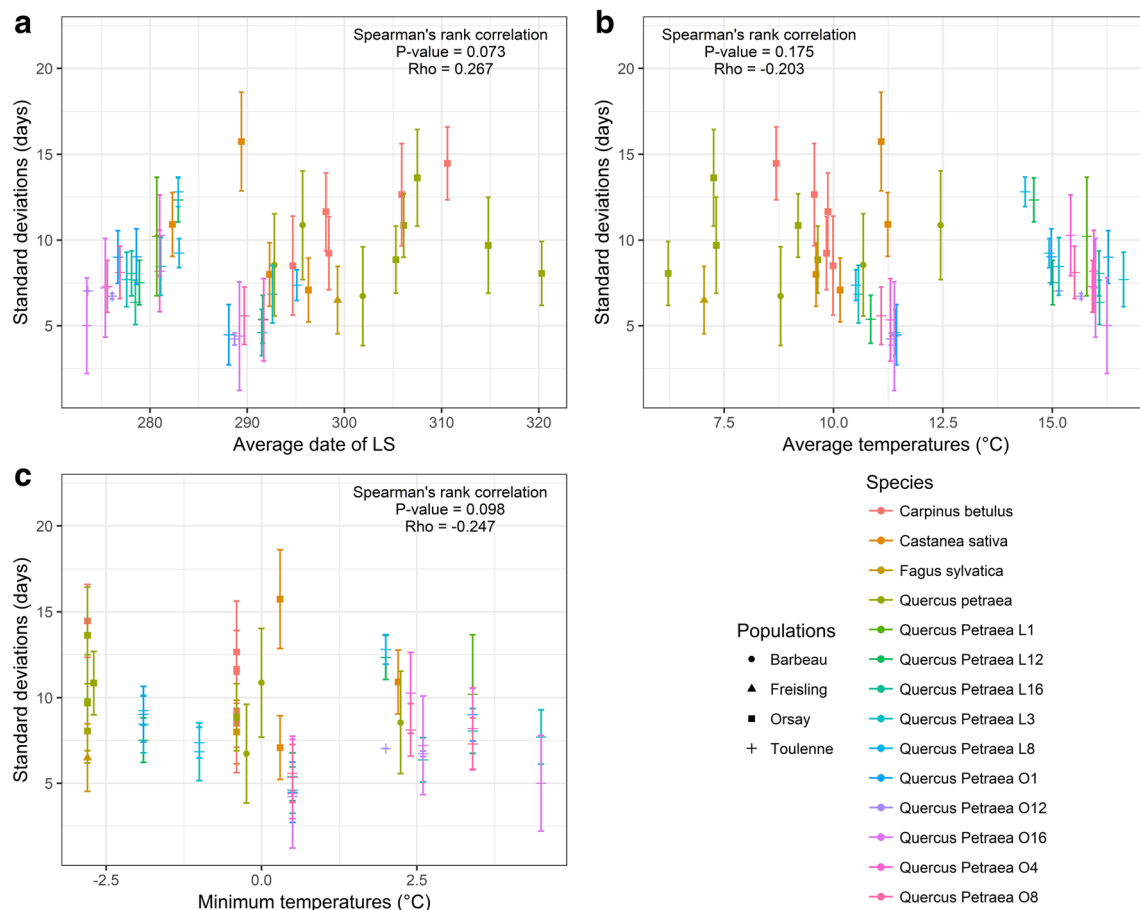 a
Spearman's rank correlation
P-value = 0.073
Rho = 0.267
Standard deviations (days)
20
15
10
5
280
290
300
310
320
Average date of LS
b
Spearman's rank correlation
P-value = 0.175
Rho = -0.203
Standard deviations (days)
20
15
10
5
7.5
10.0
12.5
15.0
Average temperatures (°C)
c
Spearman's rank correlation
P-value = 0.098
Rho = -0.247
Standard deviations (days)
20
15
10
5
-2.5
0.0
2.5
Minimum temperatures (°C)
Populations
Barbeau
Freisling
Orsay
Toulenne
Species
Carpinus betulus
Castanea sativa
Fagus sylvatica
Quercus petraea
Quercus Petraea L1
Quercus Petraea L12
Quercus Petraea L16
Quercus Petraea L3
Quercus Petraea L8
Quercus Petraea O1
Quercus Petraea O12
Quercus Petraea O16
Quercus Petraea O4
Quercus Petraea O8